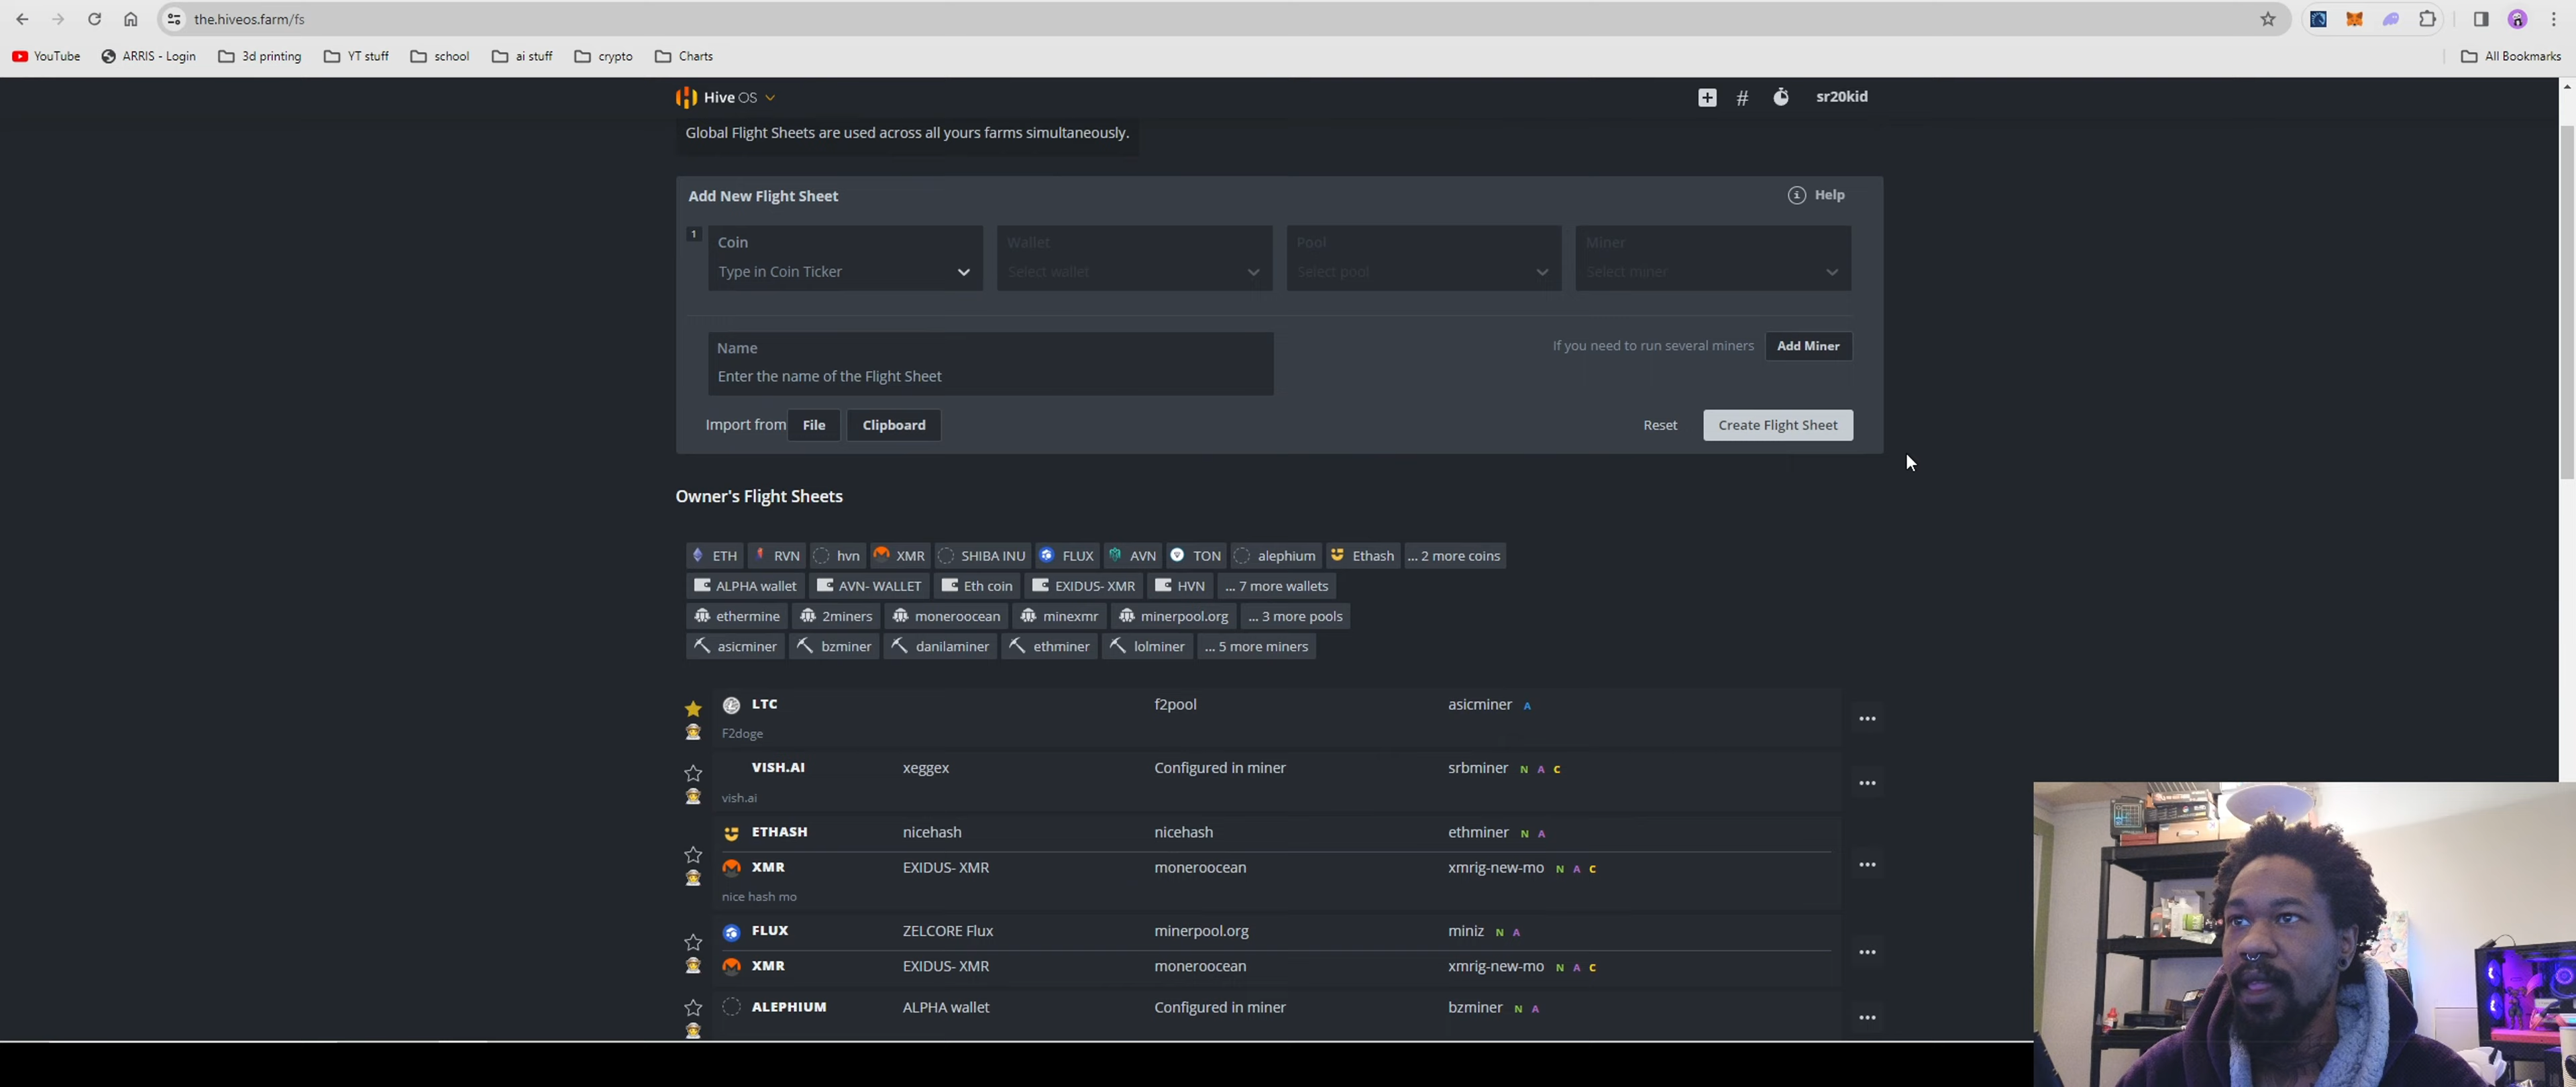 the.hiveos.farm/fs
YouTube ARRIS - Login 3d printing YT stuff school ai stuff crypto Charts All Bookmarks
Hive OS # sr20kid
Global Flight Sheets are used across all yours farms simultaneously.
Add New Flight Sheet Help
1 Coin Wallet Pool Miner
Type in Coin Ticker Select wallet Select pool Select miner
Name If you need to run several miners Add Miner
Enter the name of the Flight Sheet
Import from File Clipboard Reset Create Flight Sheet
Owner's Flight Sheets
ETH RVN hvn XMR SHIBA INU FLUX AVN TON alephium Ethash ... 2 more coins
ALPHA wallet AVN- WALLET Eth coin EXIDUS- XMR HVN ... 7 more wallets
ethermine 2miners moneroocean minexmr minerpool.org ... 3 more pools
asicminer bzminer danilaminer ethminer lolminer ... 5 more miners
LTC f2pool asicminer A
F2doge
VISH.AI xeggex Configured in miner srbminer N A C
vish.ai
ETHASH nicehash nicehash ethminer N A
XMR EXIDUS- XMR moneroocean xmrig-new-mo N A C
nice hash mo
FLUX ZELCORE Flux minerpool.org miniz N A
XMR EXIDUS- XMR moneroocean xmrig-new-mo N A C
ALEPHIUM ALPHA wallet Configured in miner bzminer N A